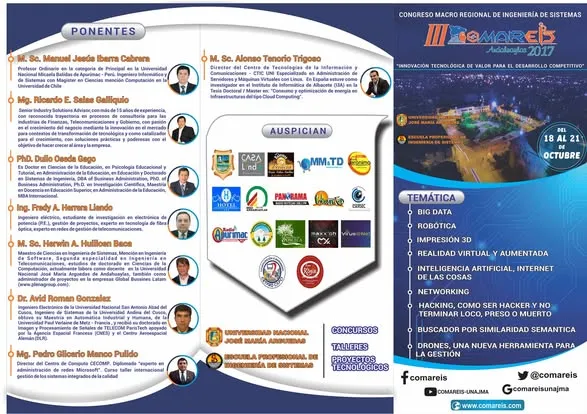 PONENTES
M. Sc. Manuel Jesús Ibarra Cabrera
Profesor Ordinario en la categoría de Principal en la Universidad
Nacional Micaela Bastidas de Apurímac - Perú. Ingeniero Informático y
de Sistemas con Magister en Ciencias mención Computación en la
Universidad de Chile
Mg. Ricardo E. Salas Galliquio
Senior Industry Solutions Advisor, con más de 15 años de experiencia,
con renombrada trayectoria en procesos de consultoría para las
Industrias de Finanzas, Telecomunicaciones y Gobierno, con pasión
en el crecimiento del negocio mediante la innovación en el mercado
para contextos de transformación de tecnológica y como catalizador
para el crecimiento, con soluciones prácticas y poderosas con el
objetivo de hacer crecer al área y la empresa.
PhD. Dulio Oseda Gago
Ex Doctor en Ciencias de la Educación, en Psicología Educacional y
Tutorial, en Administración de la Educación, en Educación y Doctorado
en Sistemas de Ingeniería, DBA of Business Administration, PhD. of
Business Administration, Ph.D. en Investigación Científica, Maestría
en Docencia en Educación Superior, en Administración de la Educación,
MBA Internacional.
Ing. Fredy A. Herrera Liendo
Ingeniero eléctrico, estudiante de investigación en electrónica de
potencia (P.E.), gestión de proyectos, experto en tecnología de fibra
óptica, experto en redes de gestión de telecomunicaciones.
M. Sc. Herwin A. Huillcen Baca
Maestro de Ciencias en Ingeniería de Sistemas, Mención en Ingeniería
de Software, Segunda especialidad en Ingeniería en
Telecomunicaciones, estudios de doctorado en Ciencias de la
Computación, actualmente labora como docente en la Universidad
Nacional José María Arguedas de Andahuaylas, también como
administrador de proyectos en la empresa Global Bussines Latam
(www.plenagroup.com).
Dr. Avid Roman Gonzalez
Ingeniero Electrónico de la Universidad Nacional San Antonio Abad del
Cusco, Ingeniero de Sistemas de la Universidad Andina del Cusco,
obtuvo su Maestría en Automática Industrial y Humana, de la
Universidad Paul Verlaine de Metz - Francia, y recibió su doctorado en
Imagen y Procesamiento de Señales de TELECOM ParisTech apoyado
por la Agencia Espacial Francesa (CNES) y el Centro Aeroespacial
Alemán (DLR).
Mg. Pedro Glicerio Manco Pulido
Director del Centro de Computo CECOMP. Diplomado "experto en
administración de redes Microsoft". Curso taller internacional
gestión de los sistemas integrados de la calidad
M. Sc. Alonso Tenorio Trigoso
Director del Centro de Tecnologías de la Información y
Comunicaciones - CTIC UNI Especializado en Administración de
Servidores y Máquinas Virtuales con Linux. En España estuvo como
investigador en el Instituto de Informática de Albacete (I3A) en la
Tesis Doctoral / Máster en: "Consumo y optimización de energía en
Infraestructuras del tipo Cloud Computing".
AUSPICIAN
HOTEL
PANORAMA
UNIVERSIDAD NACIONAL
JOSÉ MARÍA ARGUEDAS
ESCUELA PROFESIONAL DE
INGENIERÍA DE SISTEMAS
CONCURSOS
TALLERES
PROYECTOS
TECNOLÓGICOS
CONGRESO MACRO REGIONAL DE INGENIERÍA DE SISTEMAS
III COMAREIS
Andahuaylas 2017
"INNOVACIÓN TECNOLÓGICA DE VALOR PARA EL DESARROLLO COMPETITIVO"
UNIVERSIDAD NACIONAL
JOSÉ MARÍA ARGUEDAS
ESCUELA PROFESIONAL DE
INGENIERÍA DE SISTEMAS
DEL
18 AL 21
DE
OCTUBRE
TEMÁTICA
BIG DATA
ROBÓTICA
IMPRESIÓN 3D
REALIDAD VIRTUAL Y AUMENTADA
INTELIGENCIA ARTIFICIAL, INTERNET
DE LAS COSAS
NETWORKING
HACKING, COMO SER HACKER Y NO
TERMINAR LOCO, PRESO O MUERTO
BUSCADOR POR SIMILARIDAD SEMANTICA
DRONES, UNA NUEVA HERRAMIENTA PARA
LA GESTIÓN
comareis
@comareis
COMAREIS-UNAJMA
comareisunajma
www.comareis.com